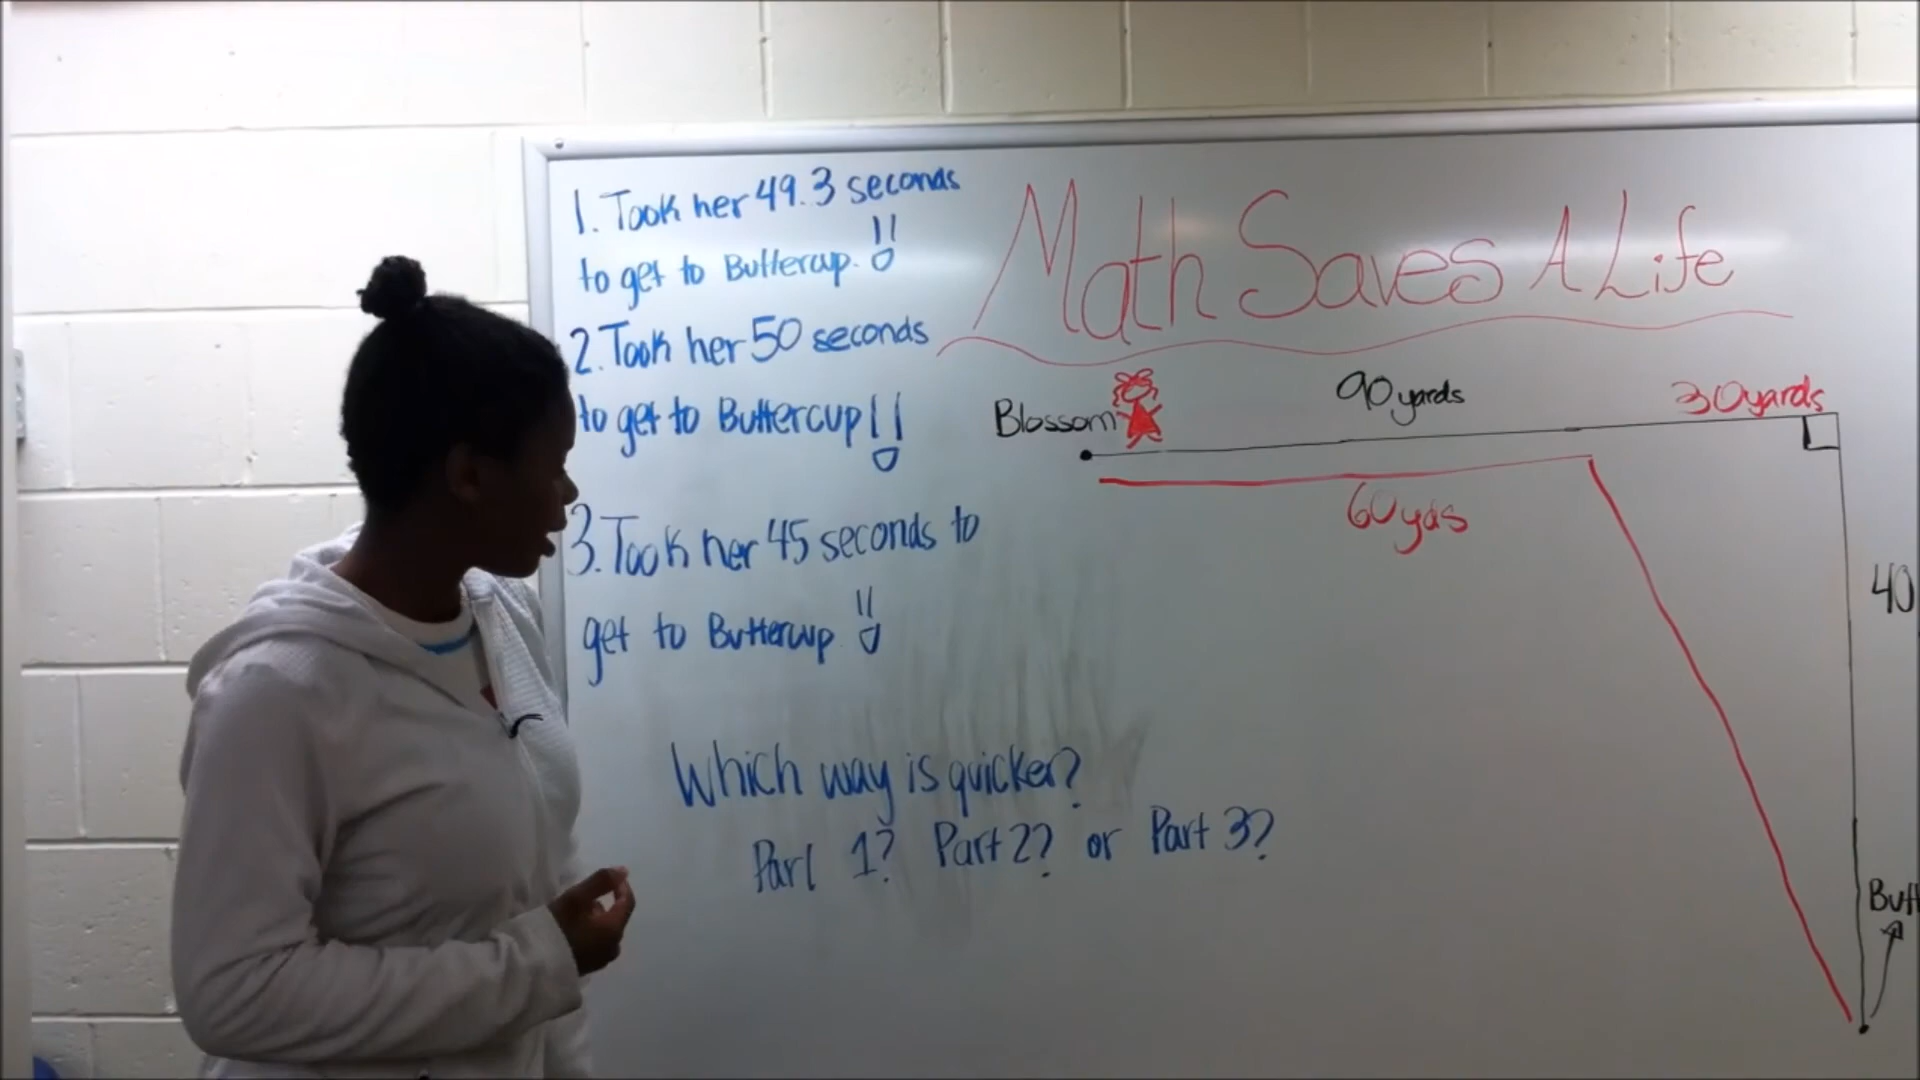 1. Took her 49.3 seconds
to get to Buttercup.!!
2. Took her 50 seconds
to get to Buttercup!!
3. Took her 45 seconds to
get to Buttercup!!
Which way is quicker?
Part 1? Part 2? or Part 3?
Math Saves A Life
Blossom
90 yards
30 yards
60 yds
40
Butt